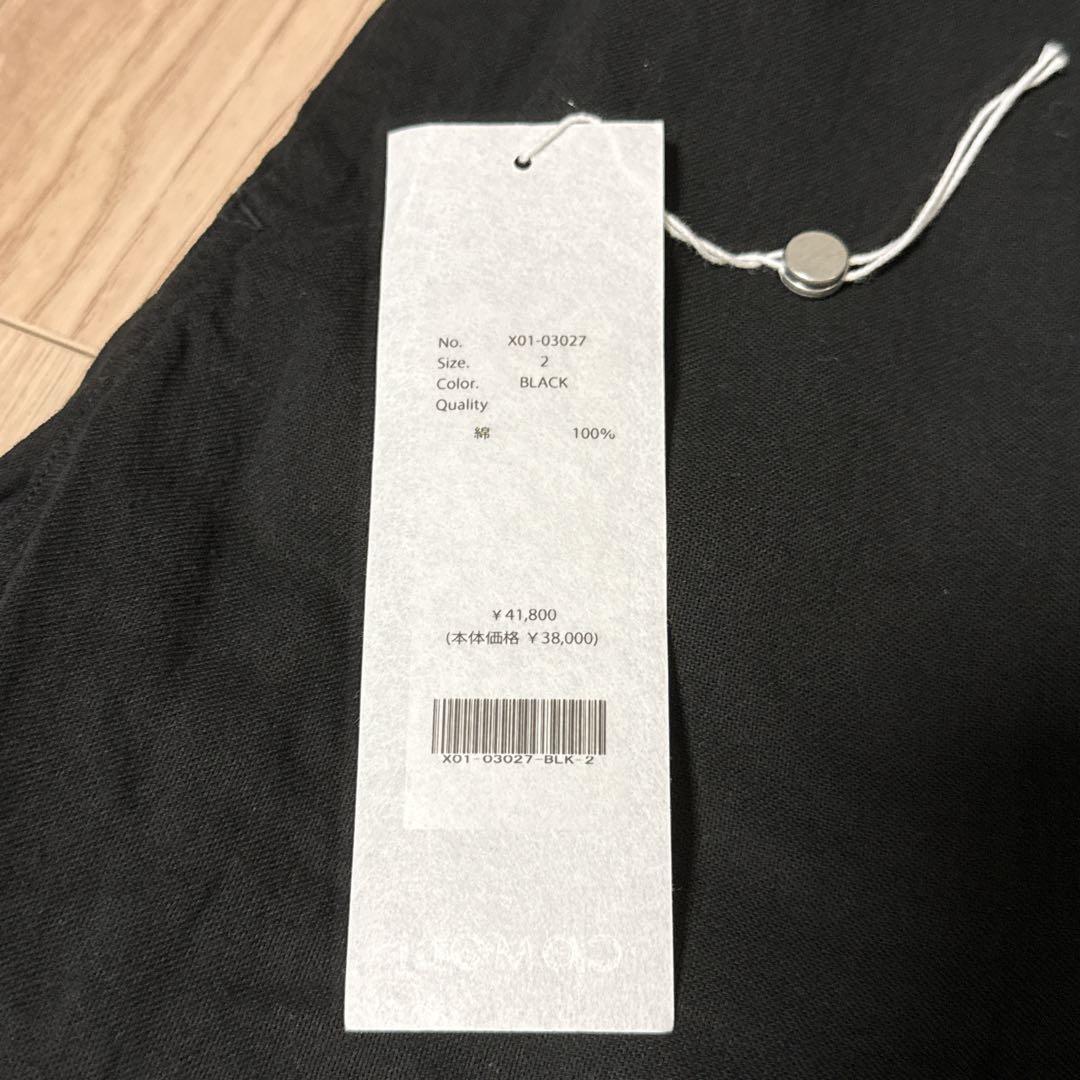 No. X01-03027
Size. 2
Color. BLACK
Quality
綿 100%
¥41,800
(本体価格 ¥38,000)
X01-03027-BLK-2